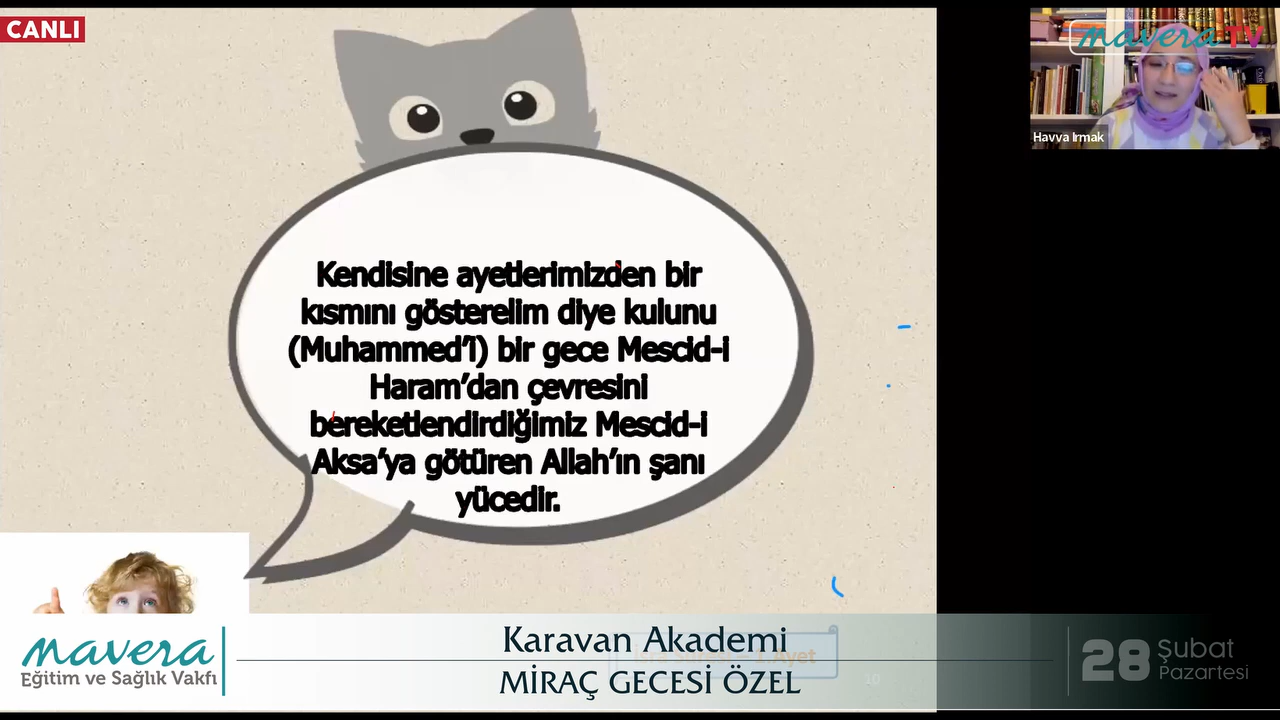 CANLI
mavera TV
Havva Irmak
Kendisine ayetlerimizden bir
kısmını gösterelim diye kulunu
(Muhammed’i) bir gece Mescid-i
Haram’dan çevresini
bereketlendirdiğimiz Mescid-i
Aksa’ya götüren Allah’ın şanı
yücedir.
mavera
Eğitim ve Sağlık Vakfı
Karavan Akademi
MİRAÇ GECESİ ÖZEL
28 Şubat
Pazartesi
10